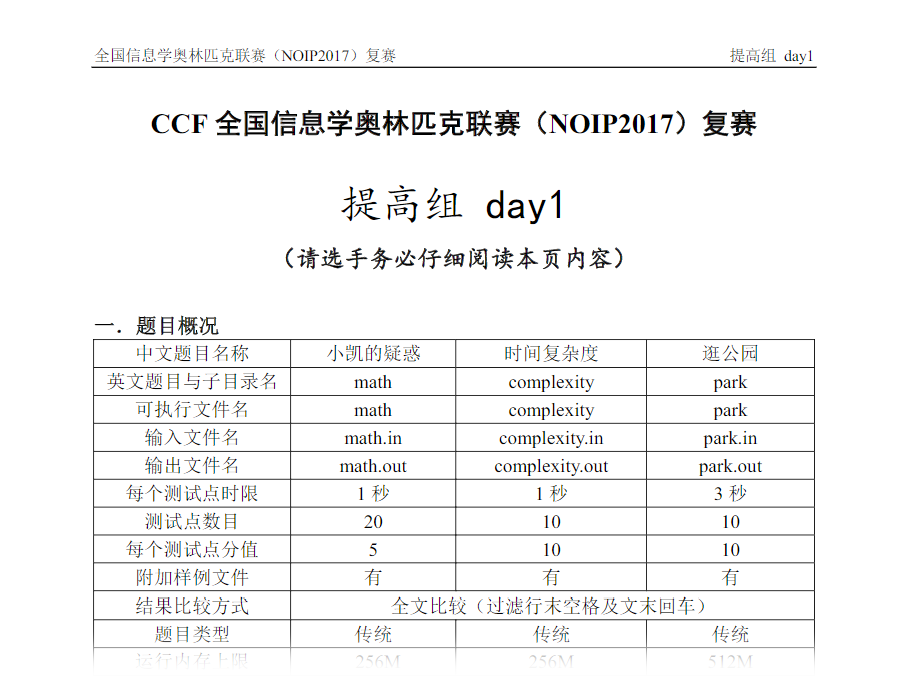 全国信息学奥林匹克联赛（NOIP2017）复赛 提高组 day1
CCF 全国信息学奥林匹克联赛（NOIP2017）复赛
提高组 day1
（请选手务必仔细阅读本页内容）
一．题目概况
中文题目名称 小凯的疑惑 时间复杂度 逛公园
英文题目与子目录名 math complexity park
可执行文件名 math complexity park
输入文件名 math.in complexity.in park.in
输出文件名 math.out complexity.out park.out
每个测试点时限 1 秒 1 秒 3 秒
测试点数目 20 10 10
每个测试点分值 5 10 10
附加样例文件 有 有 有
结果比较方式 全文比较（过滤行末空格及文末回车）
题目类型 传统 传统 传统
运行内存上限 256M 256M 512M